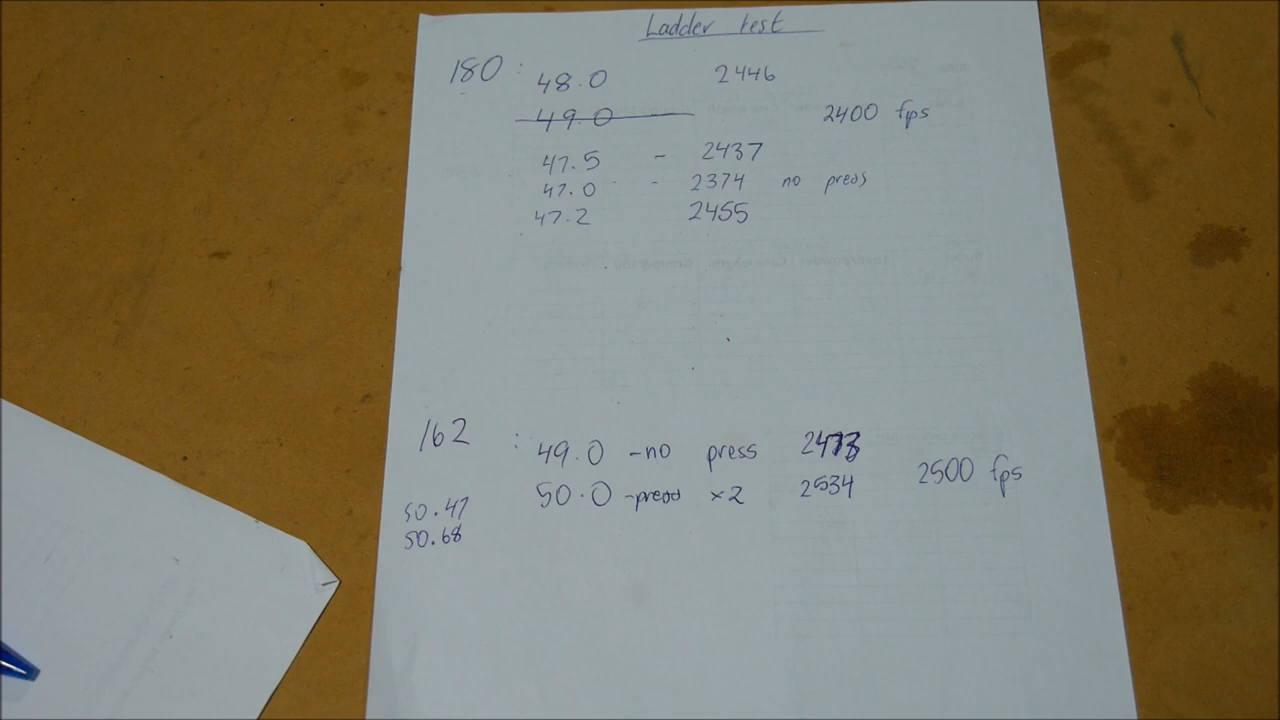 Ladder test
180 : 48.0 2446
49.0 2400 fps
47.5 - 2437
47.0 - 2374 no press
47.2 2455
162 : 49.0 -no press 2473
50.0 -press x2 2534 2500 fps
50.47
50.68